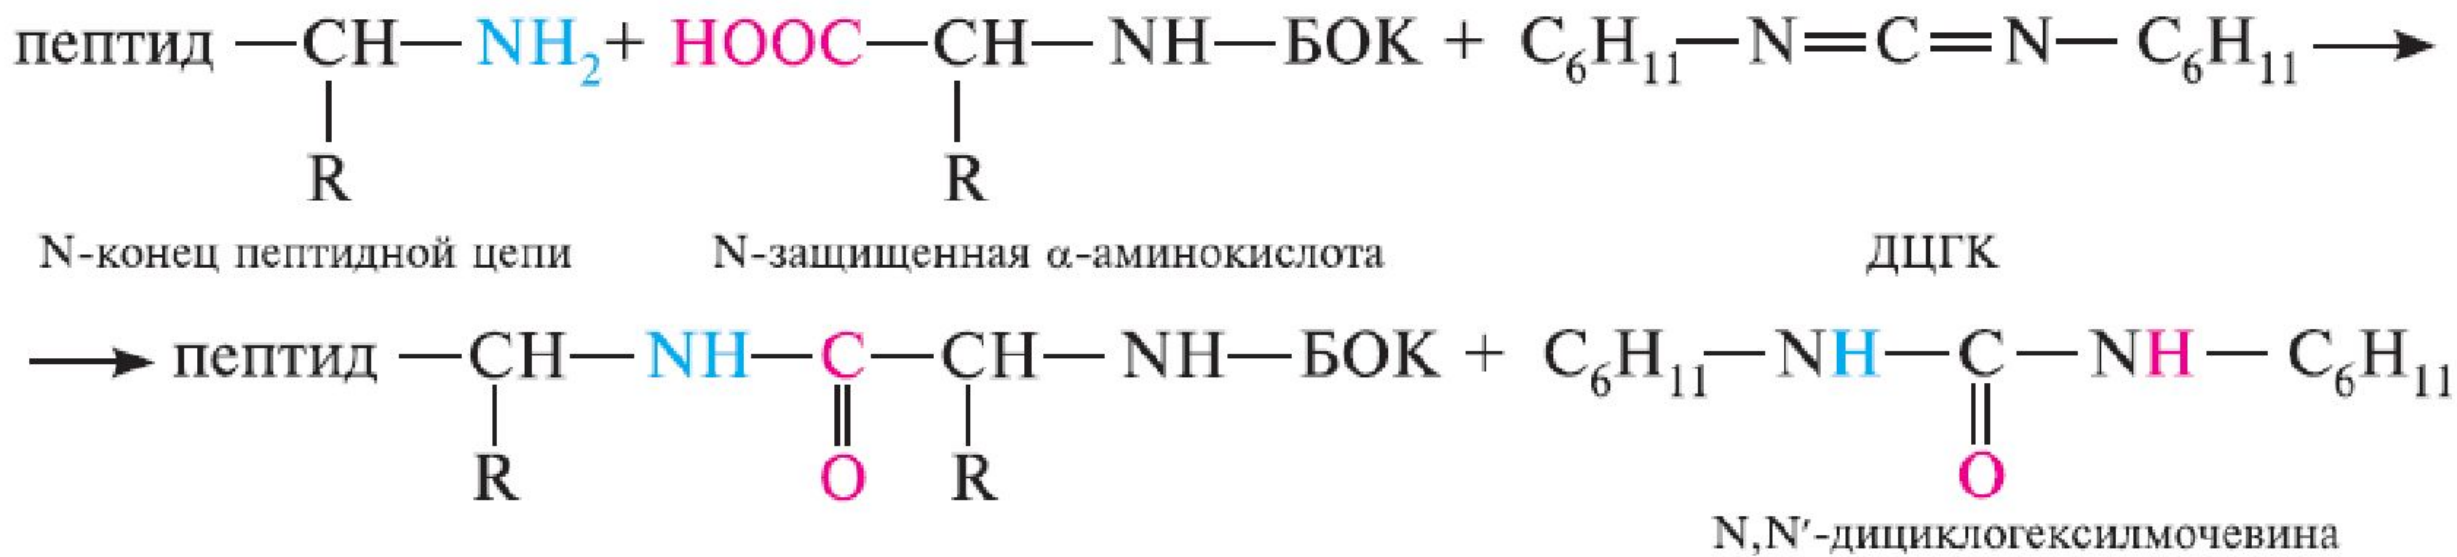 пептид —CH— NH₂ + HOOC—CH— NH—БОК + C₆H₁₁—N=C=N— C₆H₁₁ →
R R
N-конец пептидной цепи N-защищенная α-аминокислота ДЦГК
→ пептид —CH—NH—C—CH—NH—БОК + C₆H₁₁—NH—C—NH— C₆H₁₁
R O R O
N,N′-дициклогексилмочевина